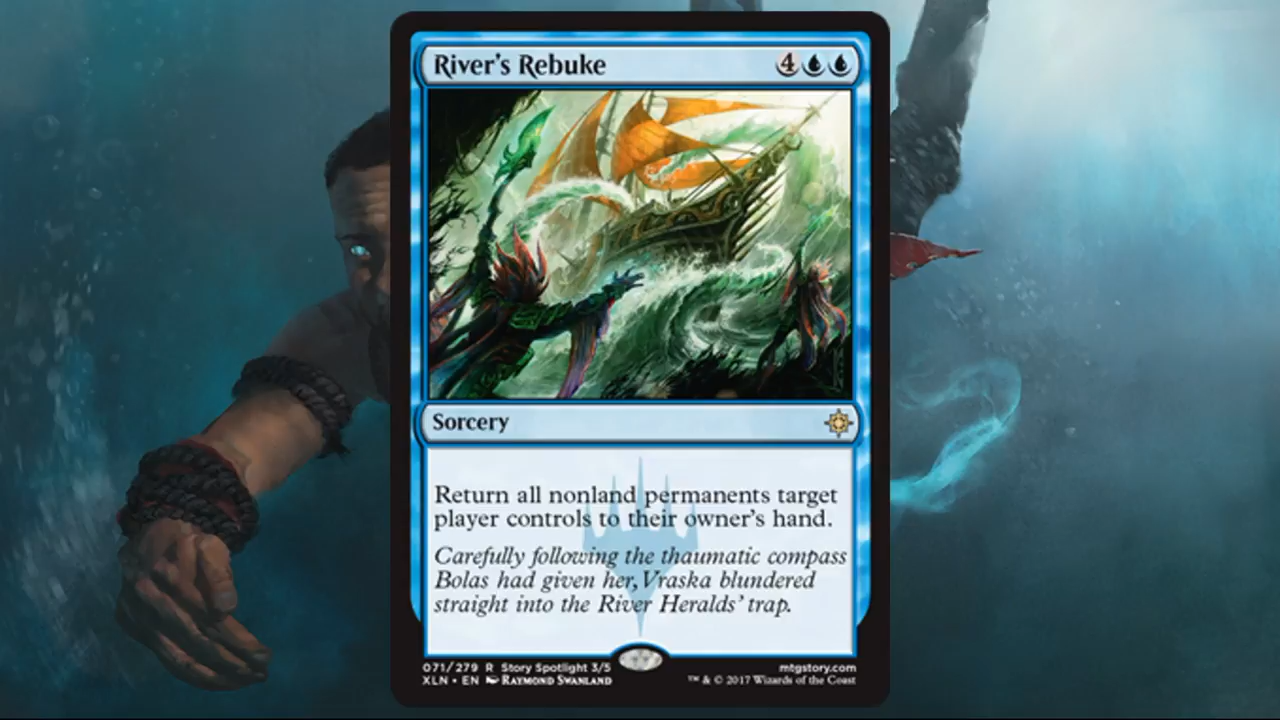 River's Rebuke 4
Sorcery
Return all nonland permanents target
player controls to their owner's hand.
Carefully following the thaumatic compass
Bolas had given her, Vraska blundered
straight into the River Heralds' trap.
071/279 R Story Spotlight 3/5
XLN • EN Raymond Swanland
mtgstory.com
™ & © 2017 Wizards of the Coast